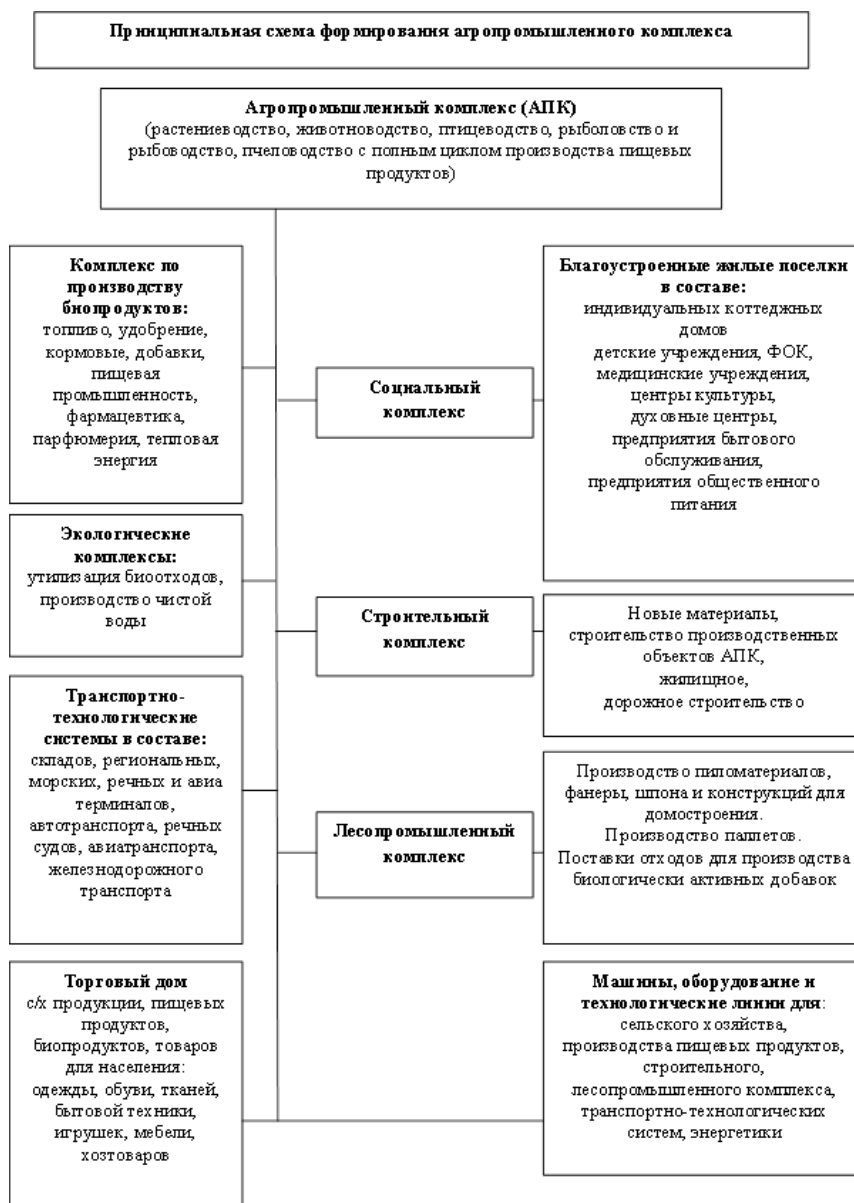 Принципиальная схема формирования агропромышленного комплекса
Агропромышленный комплекс (АПК)
(растениеводство, животноводство, птицеводство, рыболовство и
рыбоводство, пчеловодство с полным циклом производства пищевых
продуктов)
Комплекс по
производству
биопродуктов:
топливо, удобрение,
кормовые, добавки,
пищевая
промышленность,
фармацевтика,
парфюмерия, тепловая
энергия
Экологические
комплексы:
утилизация биоотходов,
производство чистой
воды
Транспортно-
технологические
системы в составе:
складов, региональных,
морских, речных и авиа
терминалов,
автотранспорта, речных
судов, авиатранспорта,
железнодорожного
транспорта
Торговый дом
с/х продукции, пищевых
продуктов,
биопродуктов, товаров
для населения:
одежды, обуви, тканей,
бытовой техники,
игрушек, мебели,
хозтоваров
Социальный
комплекс
Строительный
комплекс
Лесопромышленный
комплекс
Благоустроенные жилые поселки
в составе:
индивидуальных коттеджных
домов
детские учреждения, ФОК,
медицинские учреждения,
центры культуры,
духовные центры,
предприятия бытового
обслуживания,
предприятия общественного
питания
Новые материалы,
строительство производственных
объектов АПК,
жилищное,
дорожное строительство
Производство пиломатериалов,
фанеры, шпона и конструкций для
домостроения.
Производство паллетов.
Поставки отходов для производства
биологически активных добавок
Машины, оборудование и
технологические линии для:
сельского хозяйства,
производства пищевых продуктов,
строительного,
лесопромышленного комплекса,
транспортно-технологических
систем, энергетики